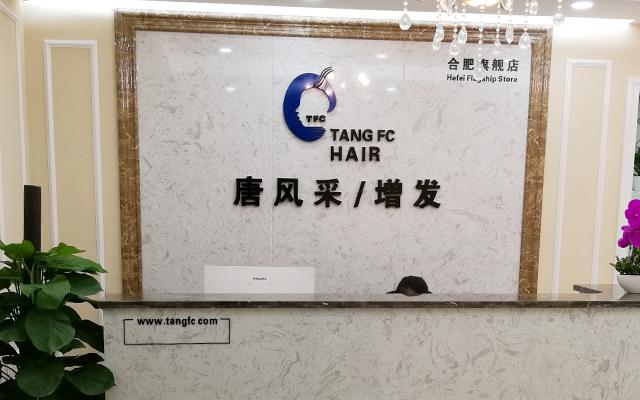 合肥旗舰店
Hefei Flagship Store
TFC
TANG FC
HAIR
唐风采/增发
PHILIPS
www.tangfc.com